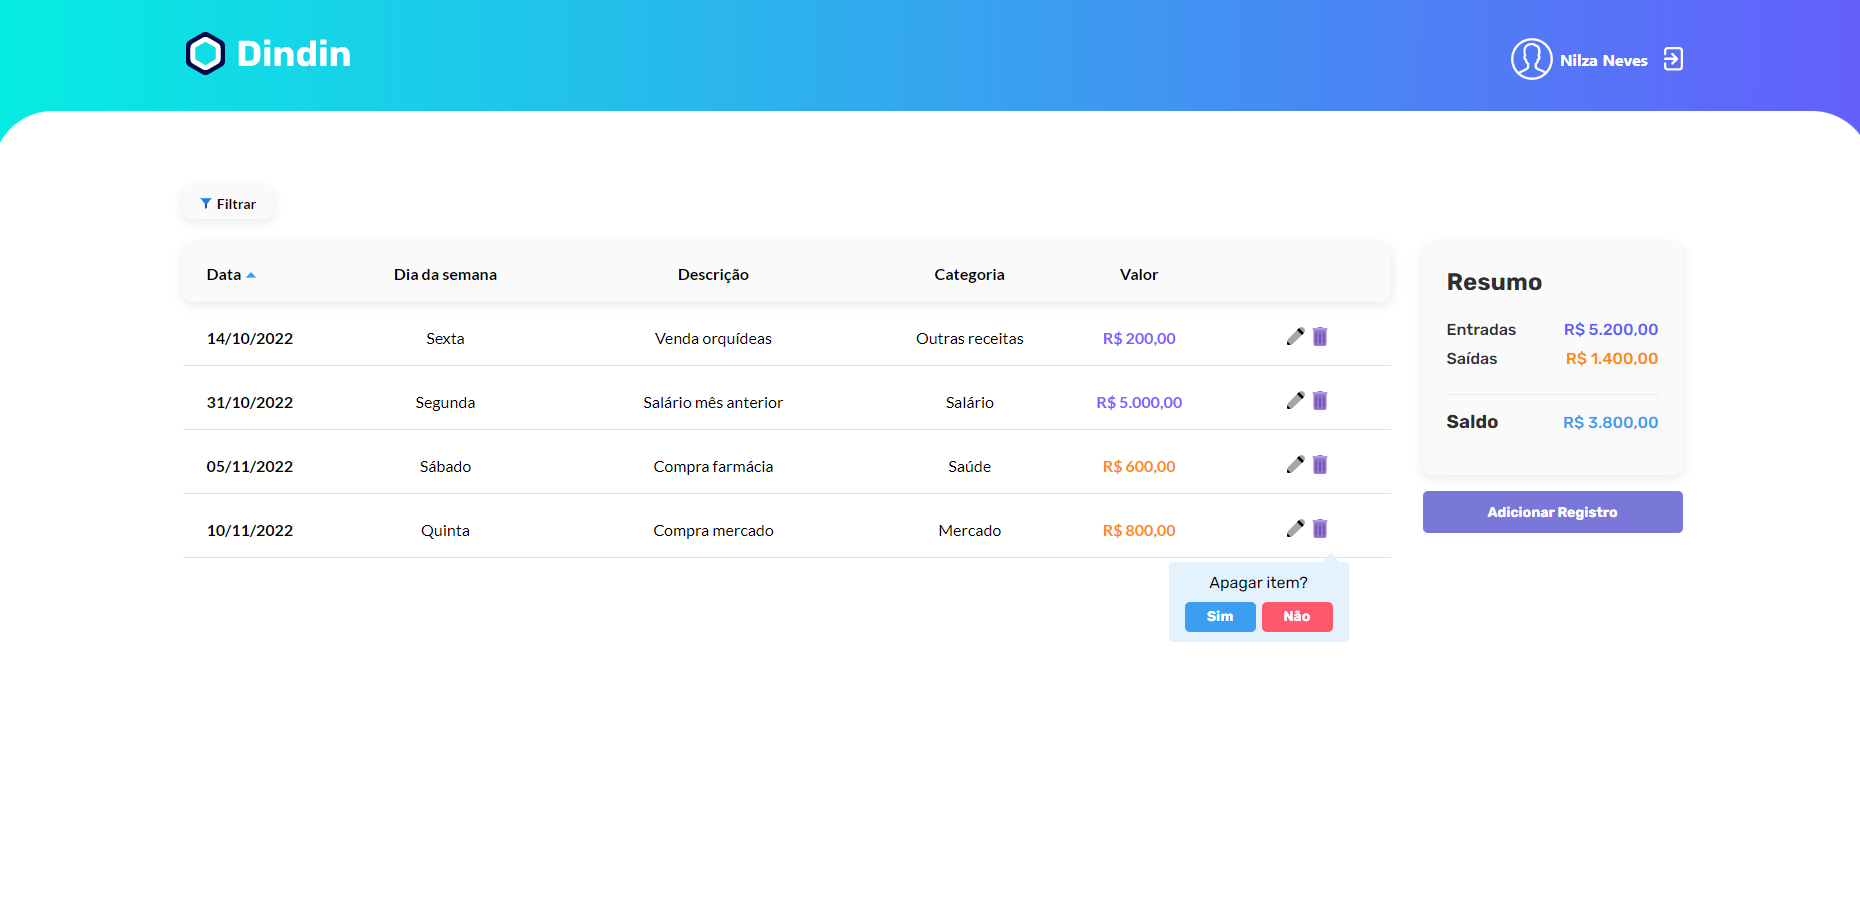 Dindin
Nilza Neves
Filtrar
Data Dia da semana Descrição Categoria Valor
14/10/2022 Sexta Venda orquídeas Outras receitas R$ 200,00
31/10/2022 Segunda Salário mês anterior Salário R$ 5.000,00
05/11/2022 Sábado Compra farmácia Saúde R$ 600,00
10/11/2022 Quinta Compra mercado Mercado R$ 800,00
Apagar item?
Sim Não
Resumo
Entradas R$ 5.200,00
Saídas R$ 1.400,00
Saldo R$ 3.800,00
Adicionar Registro